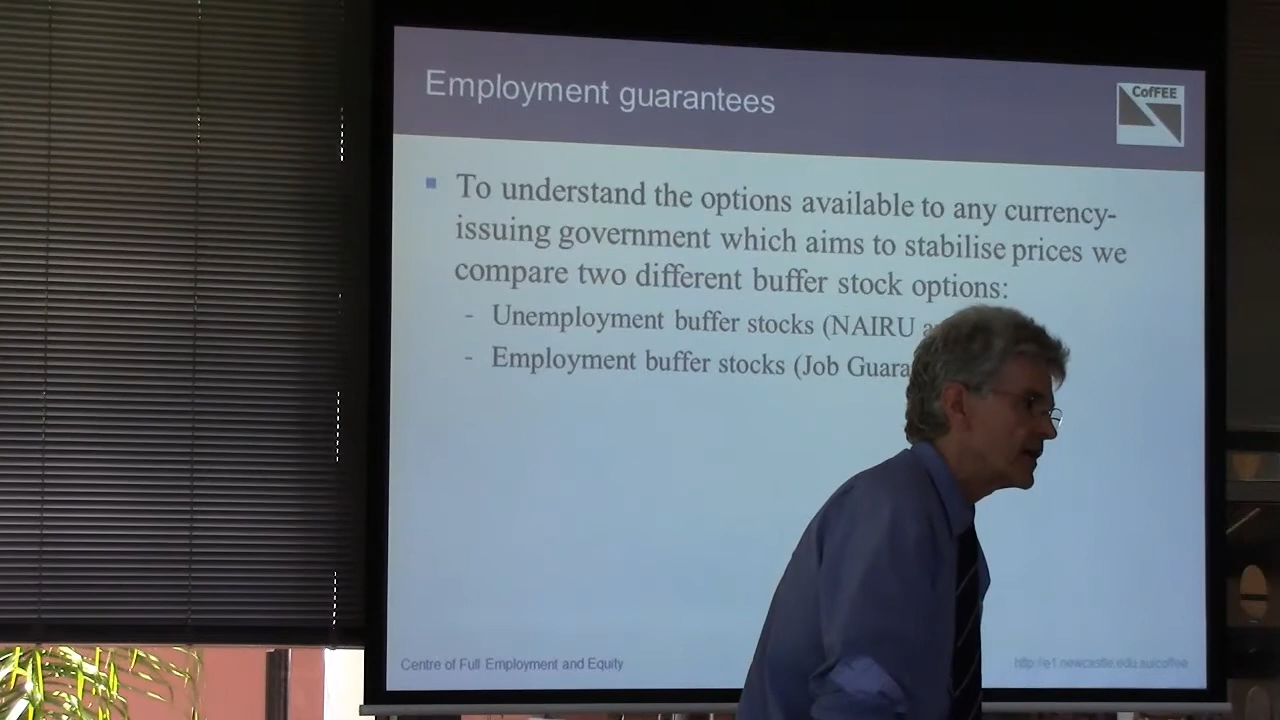 Employment guarantees
CofFEE
To understand the options available to any currency-
issuing government which aims to stabilise prices we
compare two different buffer stock options:
- Unemployment buffer stocks (NAIRU
- Employment buffer stocks (Job
Centre of Full Employment and Equity
http://e1.newcastle.edu.au/coffee